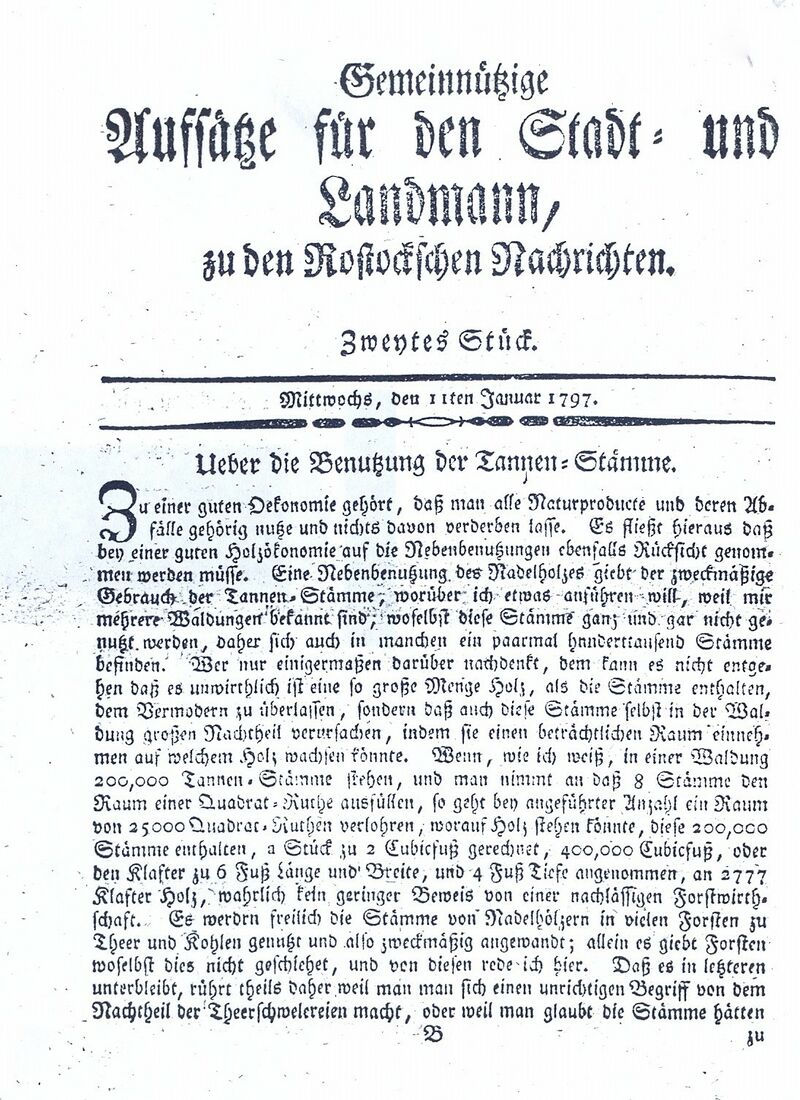 Gemeinnützige
Aufsätze für den Stadt- und
Landmann,
zu den Rostockschen Nachrichten.
Zweytes Stück.
Mittwochs, den 11ten Januar 1797.
Ueber die Benutzung der Tannen-Stämme.
Zu einer guten Oekonomie gehört, daß man alle Naturproducte und deren Ab-
fälle gehörig nutze und nichts davon verderben lasse. Es fließt hieraus daß
bey einer guten Holzökonomie auf die Nebenbenutzungen ebenfalls Rücksicht genom-
men werden müsse. Eine Nebenbenutzung des Nadelholzes giebt der zweckmäßige
Gebrauch der Tannen-Stämme, worüber ich etwas anführen will, weil mir
mehrere Waldungen bekannt sind, woselbst diese Stämme ganz und gar nicht ge-
nutzt werden, daher sich auch in manchen ein paarmal hnnderttausend Stämme
befinden. Wer nur einigermaßen darüber nachdenkt, dem kann es nicht entge-
hen daß es unwirthlich ist eine so große Menge Holz, als die Stämme enthalten,
dem Vermodern zu überlassen, sondern daß auch diese Stämme selbst in der Wal-
dung großen Nachtheil verursachen, indem sie einen beträchtlichen Raum einneh-
men auf welchem Holz wachsen könnte. Wenn, wie ich weiß, in einer Waldung
200,000 Tannen-Stämme stehen, und man nimmt an daß 8 Stämme den
Raum einer Quadrat-Ruthe ausfüllen, so geht bey angeführter Anzahl ein Raum
von 25000 Quadrat-Ruthen verlohren, worauf Holz stehen könnte, diese 200,000
Stämme enthalten, a Stück zu 2 Cubicfuß gerechnet, 400,000 Cubicfuß, oder
den Klafter zu 6 Fuß Länge und Breite, und 4 Fuß Tiefe angenommen, an 2777
Klafter Holz, wahrlich kein geringer Beweis von einer nachlässigen Forstwirth-
schaft. Es werdrn freilich die Stämme von Nadelhölzern in vielen Forsten zu
Theer und Kohlen genutzt und also zweckmäßig angewandt; allein es giebt Forsten
woselbst dies nicht geschiehet, und von diesen rede ich hier. Daß es in letzteren
unterbleibt, rührt theils daher weil man man sich einen unrichtigen Begriff von dem
Nachtheil der Theerschwelereien macht, oder weil man glaubt die Stämme hätten
B zu